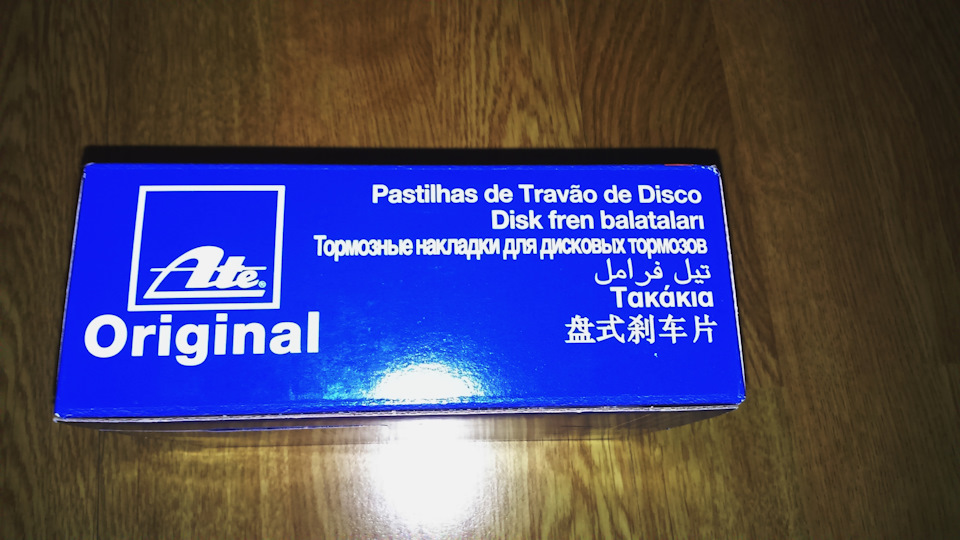 Ate®
Original
Pastilhas de Travão de Disco
Disk fren balataları
Тормозные накладки для дисковых тормозов
تيل فرامل
Τακάκια
盘式刹车片